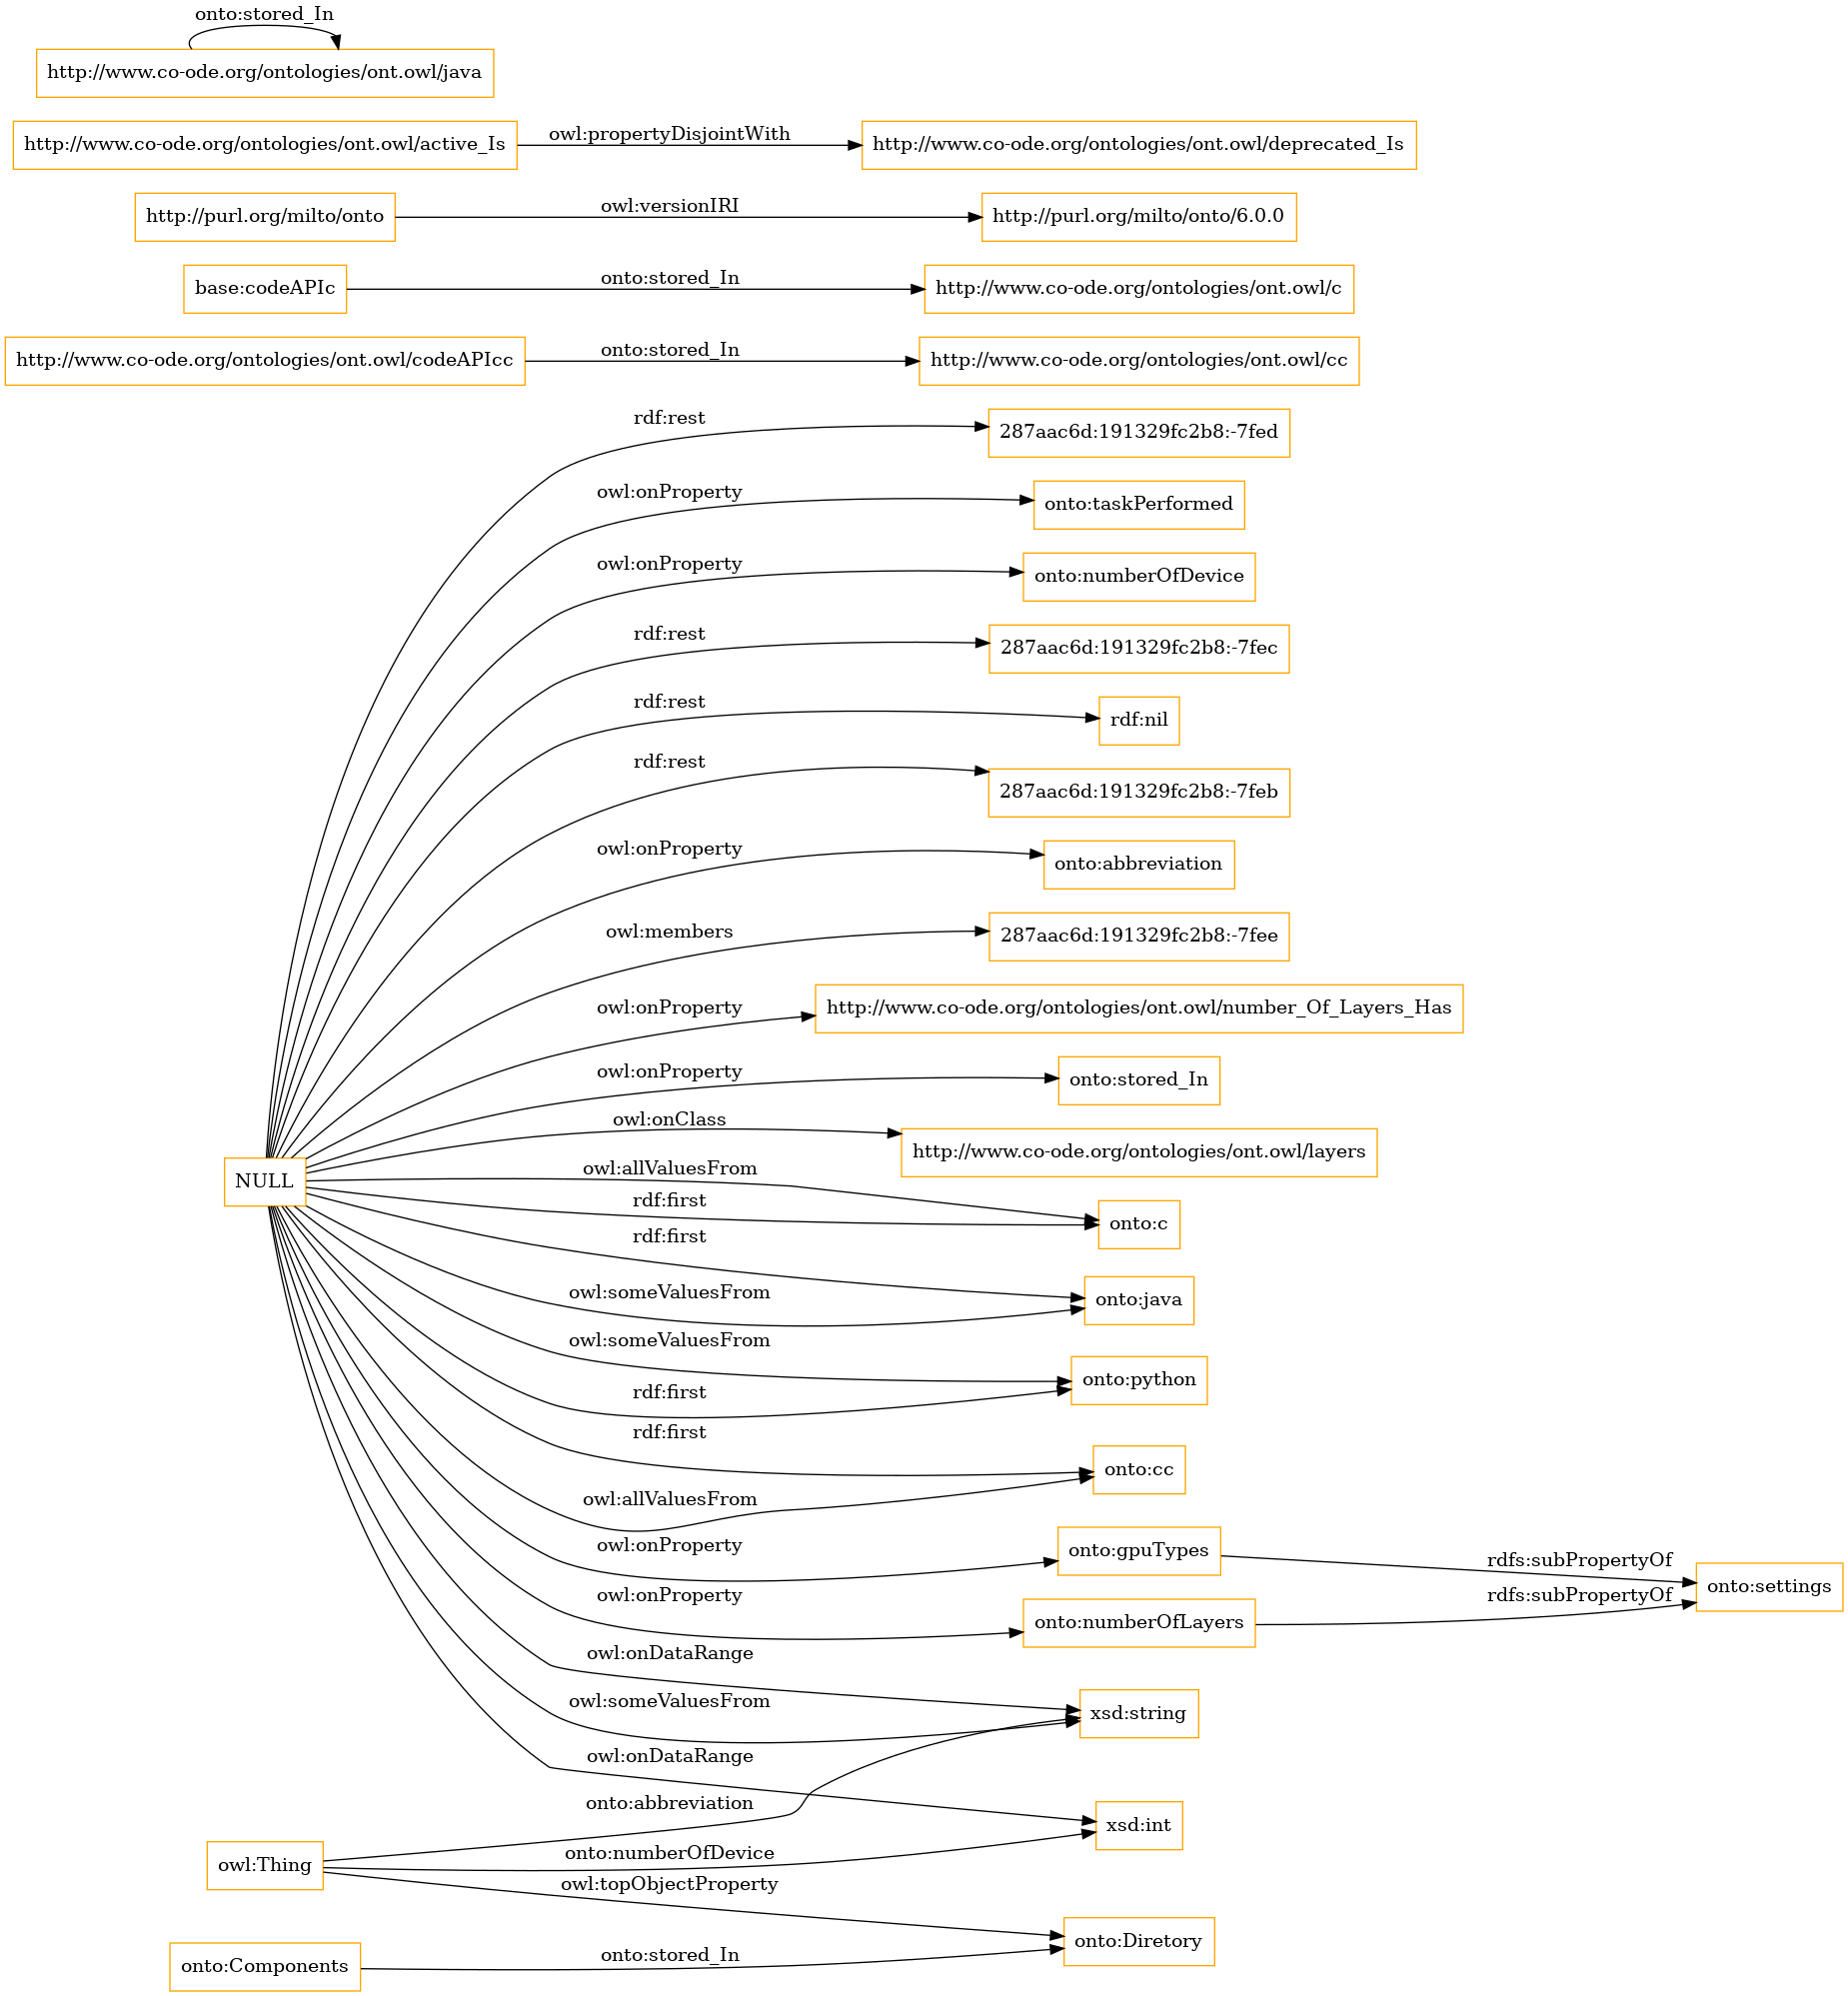 onto:stored_In
http://www.co-ode.org/ontologies/ont.owl/java
http://www.co-ode.org/ontologies/ont.owl/active_Is
owl:propertyDisjointWith
http://www.co-ode.org/ontologies/ont.owl/deprecated_Is
http://purl.org/milto/onto
owl:versionIRI
http://purl.org/milto/onto/6.0.0
base:codeAPIc
onto:stored_In
http://www.co-ode.org/ontologies/ont.owl/c
http://www.co-ode.org/ontologies/ont.owl/codeAPIcc
onto:stored_In
http://www.co-ode.org/ontologies/ont.owl/cc
rdf:rest
287aac6d:191329fc2b8:-7fed
owl:onProperty
onto:taskPerformed
owl:onProperty
onto:numberOfDevice
rdf:rest
287aac6d:191329fc2b8:-7fec
rdf:rest
rdf:nil
rdf:rest
287aac6d:191329fc2b8:-7feb
owl:onProperty
onto:abbreviation
owl:members
287aac6d:191329fc2b8:-7fee
owl:onProperty
http://www.co-ode.org/ontologies/ont.owl/number_Of_Layers_Has
owl:onProperty
onto:stored_In
owl:onClass
http://www.co-ode.org/ontologies/ont.owl/layers
NULL
owl:allValuesFrom
rdf:first
onto:c
rdf:first
owl:someValuesFrom
onto:java
owl:someValuesFrom
onto:python
rdf:first
rdf:first
onto:cc
owl:allValuesFrom
owl:onProperty
onto:gpuTypes
rdfs:subPropertyOf
onto:settings
owl:onProperty
onto:numberOfLayers
rdfs:subPropertyOf
owl:onDataRange
owl:someValuesFrom
xsd:string
owl:onDataRange
onto:abbreviation
xsd:int
owl:Thing
onto:numberOfDevice
owl:topObjectProperty
onto:Diretory
onto:Components
onto:stored_In